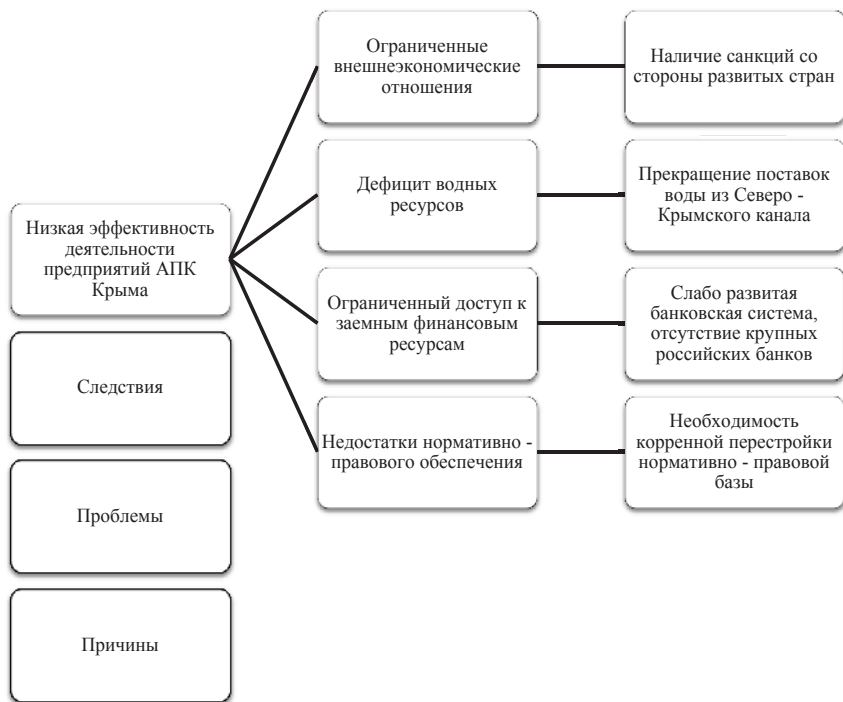 Ограниченные
внешнеэкономические
отношения
Наличие санкций со
стороны развитых стран
Дефицит водных
ресурсов
Прекращение поставок
воды из Северо -
Крымского канала
Низкая эффективность
деятельности
предприятий АПК
Крыма
Ограниченный доступ к
заемным финансовым
ресурсам
Слабо развитая
банковская система,
отсутствие крупных
российских банков
Следствия
Недостатки нормативно -
правового обеспечения
Необходимость
корренной перестройки
нормативно - правовой
базы
Проблемы
Причины